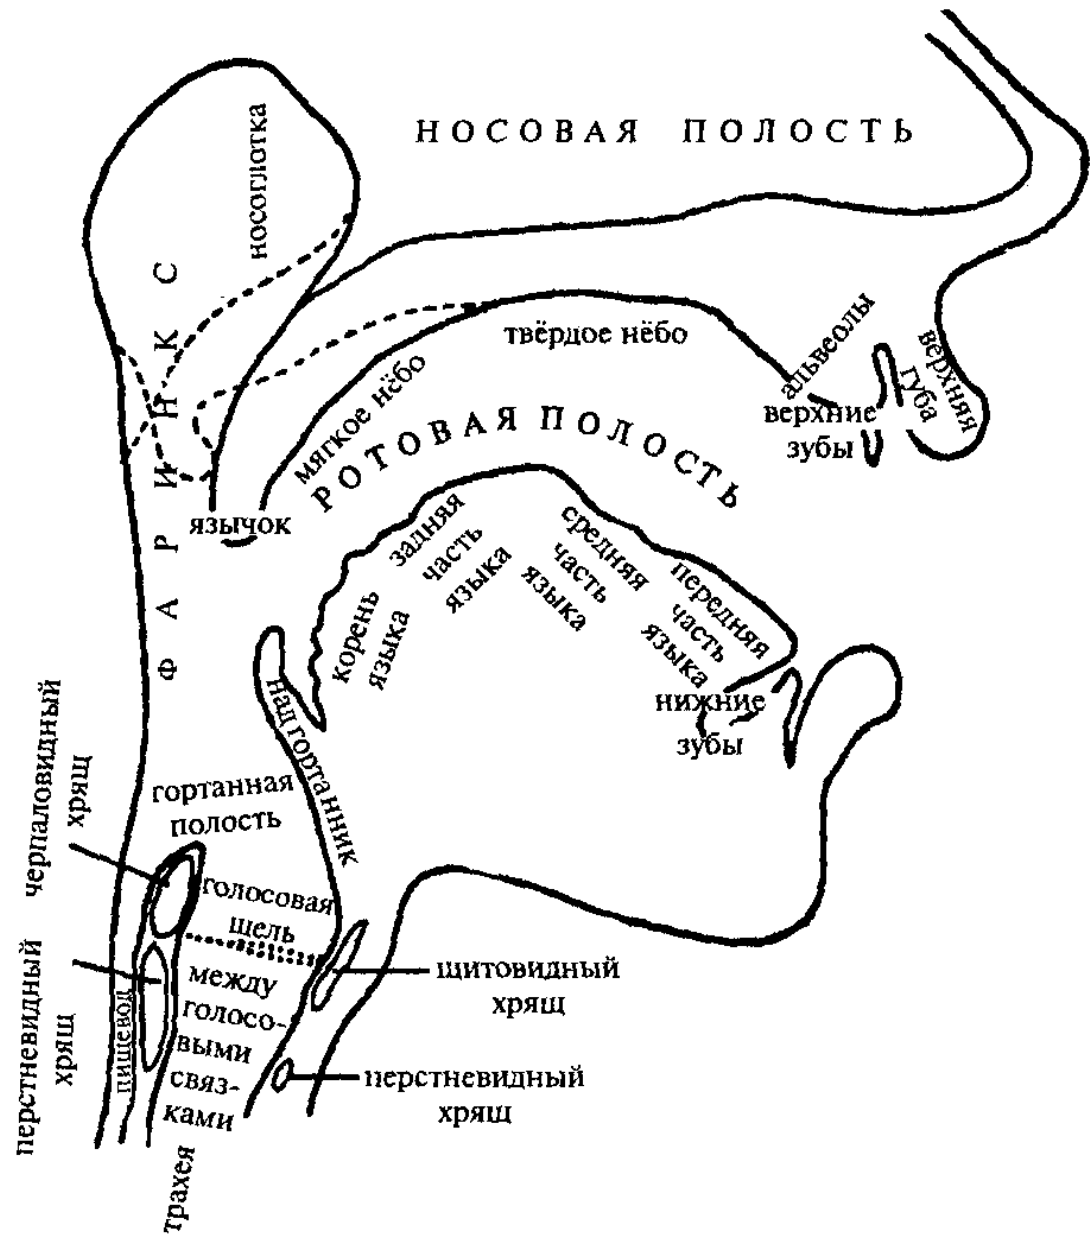 НОСОВАЯ ПОЛОСТЬ
носоглотка
ФАРИНКС
твёрдое нёбо
альвеолы
верхняя
губа
верхние
зубы
мягкое нёбо
РОТОВАЯ ПОЛОСТЬ
язычок
задняя
часть
языка
средняя
часть
языка
передняя
часть
языка
корень
языка
нижние
зубы
надгортанник
черпаловидный
хрящ
гортанная
полость
голосовая
щель
между
голосо-
выми
связ-
ками
щитовидный
хрящ
перстневидный
хрящ
пищевод
перстневидный
хрящ
трахея